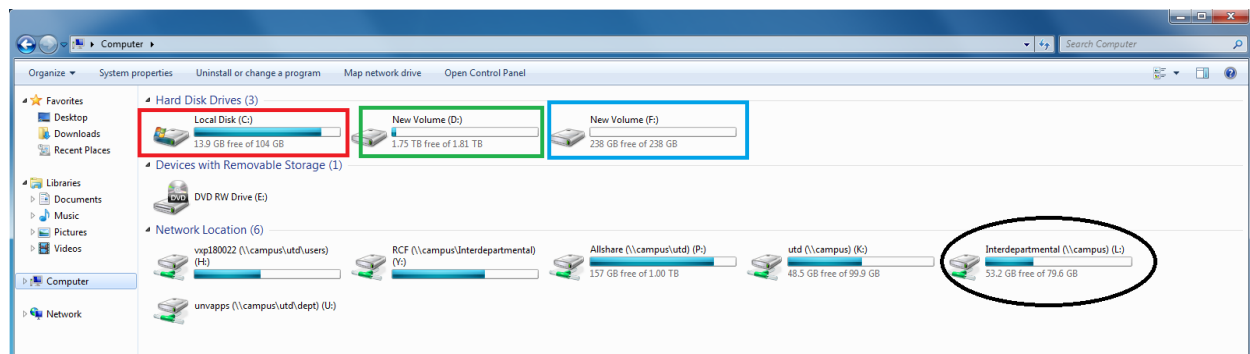 Computer
Search Computer
Organize System properties Uninstall or change a program Map network drive Open Control Panel
Favorites
Desktop
Downloads
Recent Places
Libraries
Documents
Music
Pictures
Videos
Computer
Network
Hard Disk Drives (3)
Local Disk (C:)
13.9 GB free of 104 GB
New Volume (D:)
1.75 TB free of 1.81 TB
New Volume (F:)
238 GB free of 238 GB
Devices with Removable Storage (1)
DVD
DVD RW Drive (E:)
Network Location (6)
vxp180022 (\\campus\utd\users)
(H:)
RCF (\\campus\Interdepartmental)
(Y:)
Allshare (\\campus\utd) (P:)
157 GB free of 1.00 TB
utd (\\campus) (K:)
48.5 GB free of 99.9 GB
Interdepartmental (\\campus) (L:)
53.2 GB free of 79.6 GB
unvapps (\\campus\utd\dept) (U:)